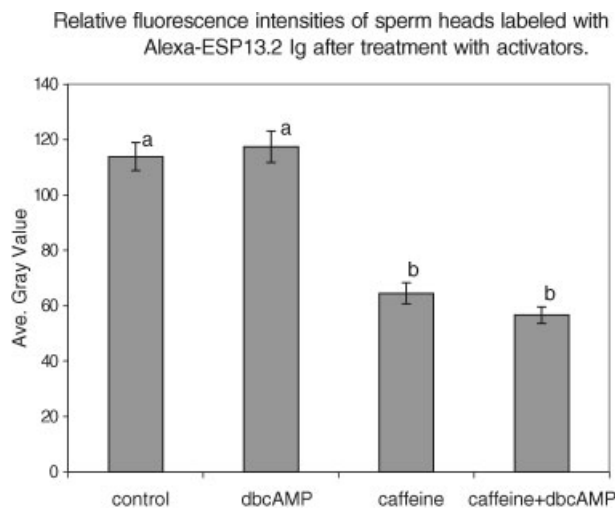 Relative fluorescence intensities of sperm heads labeled with
Alexa-ESP13.2 Ig after treatment with activators.
140
120
100
80
60
40
20
0
Ave. Gray Value
a
a
b
b
control
dbcAMP
caffeine
caffeine+dbcAMP